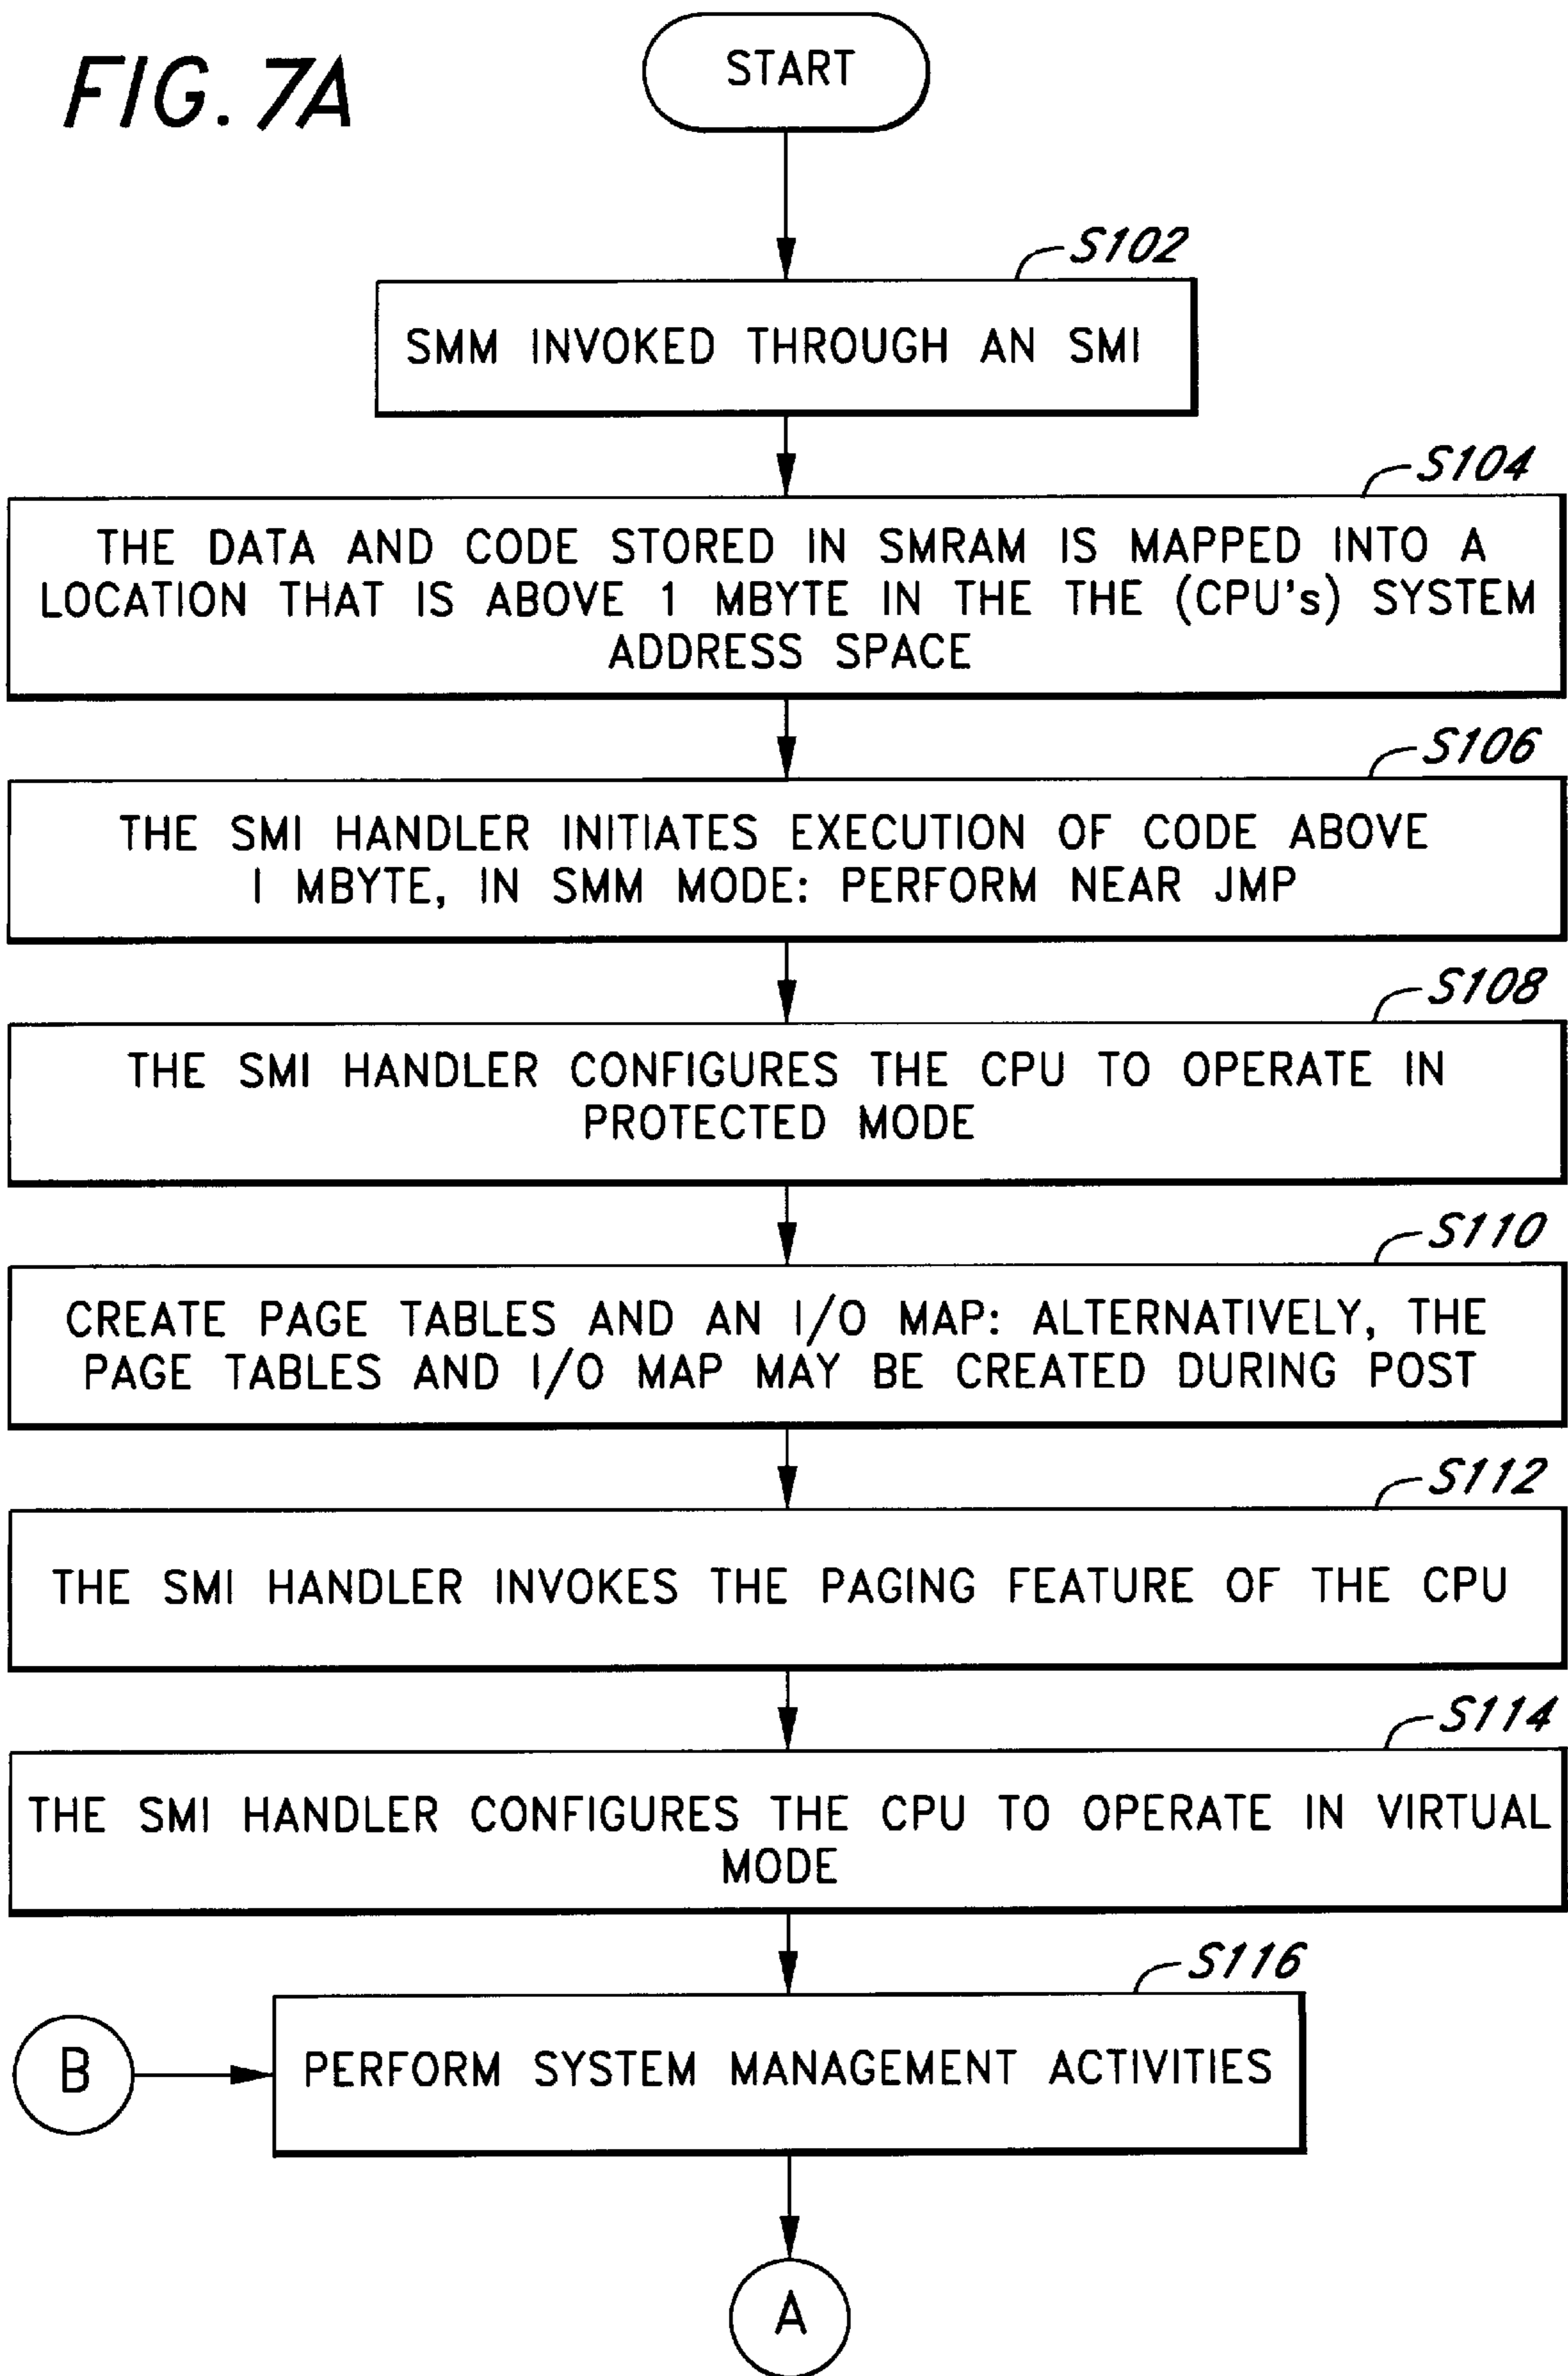 FIG. 7A
START
S102
SMM INVOKED THROUGH AN SMI
S104
THE DATA AND CODE STORED IN SMRAM IS MAPPED INTO A
LOCATION THAT IS ABOVE 1 MBYTE IN THE THE (CPU's) SYSTEM
ADDRESS SPACE
S106
THE SMI HANDLER INITIATES EXECUTION OF CODE ABOVE
1 MBYTE, IN SMM MODE: PERFORM NEAR JMP
S108
THE SMI HANDLER CONFIGURES THE CPU TO OPERATE IN
PROTECTED MODE
S110
CREATE PAGE TABLES AND AN I/O MAP: ALTERNATIVELY, THE
PAGE TABLES AND I/O MAP MAY BE CREATED DURING POST
S112
THE SMI HANDLER INVOKES THE PAGING FEATURE OF THE CPU
S114
THE SMI HANDLER CONFIGURES THE CPU TO OPERATE IN VIRTUAL
MODE
S116
B
PERFORM SYSTEM MANAGEMENT ACTIVITIES
A